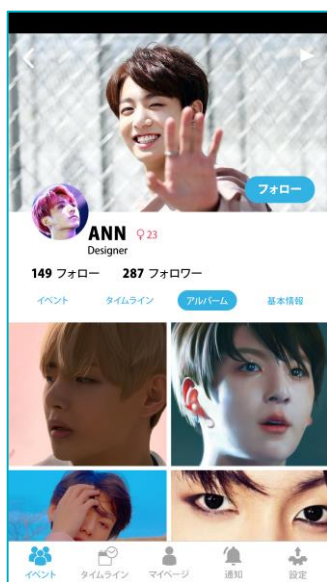 フォロー
ANN ♀23
Designer
149 フォロー 287 フォロワー
イベント タイムライン アルバム 基本情報
イベント タイムライン マイページ 通知 設定